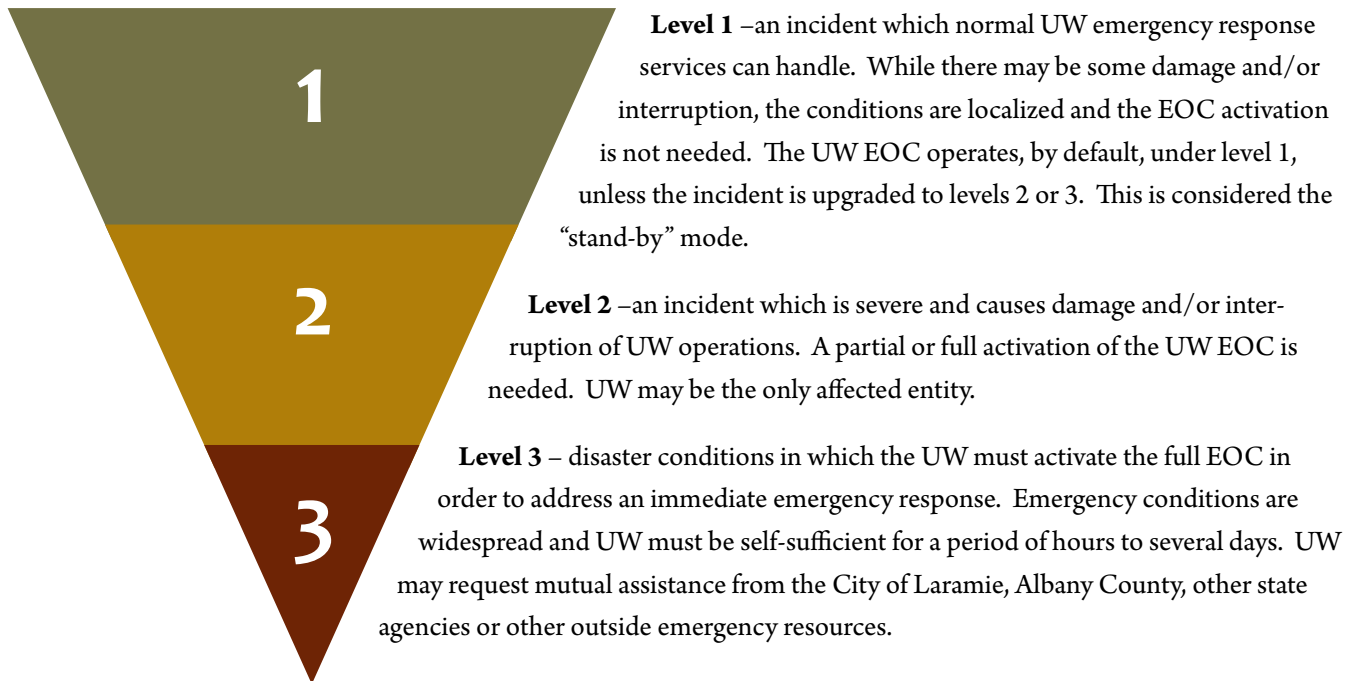 1
Level 1 –an incident which normal UW emergency response
services can handle.  While there may be some damage and/or
interruption, the conditions are localized and the EOC activation
is not needed.  The UW EOC operates, by default, under level 1,
unless the incident is upgraded to levels 2 or 3.  This is considered the
“stand-by” mode.
2
Level 2 –an incident which is severe and causes damage and/or inter-
ruption of UW operations.  A partial or full activation of the UW EOC is
needed.  UW may be the only affected entity.
3
Level 3 – disaster conditions in which the UW must activate the full EOC in
order to address an immediate emergency response.  Emergency conditions are
widespread and UW must be self-sufficient for a period of hours to several days.  UW
may request mutual assistance from the City of Laramie, Albany County, other state
agencies or other outside emergency resources.